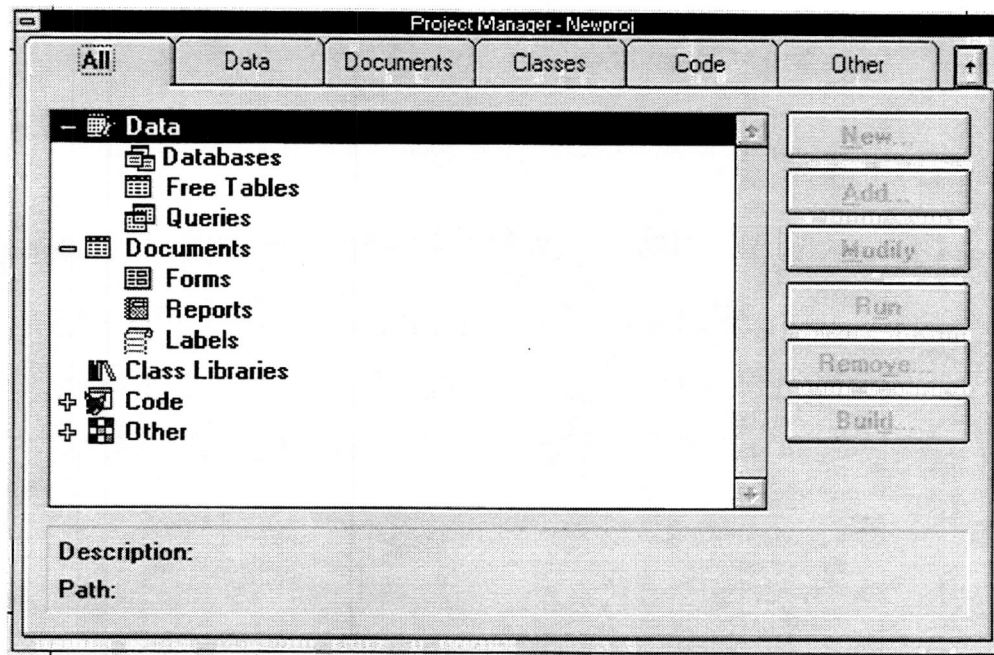 Project Manager - Newproj
All Data Documents Classes Code Other
Data
Databases
Free Tables
Queries
Documents
Forms
Reports
Labels
Class Libraries
Code
Other
New...
Add...
Modify
Run
Remove...
Build...
Description:
Path: